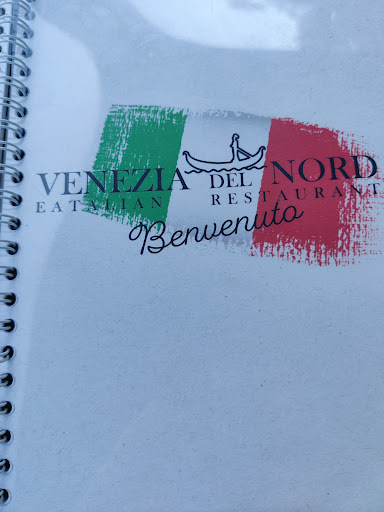 VENEZIA DEL NORD
EATALIAN RESTAURANT
Benvenuto